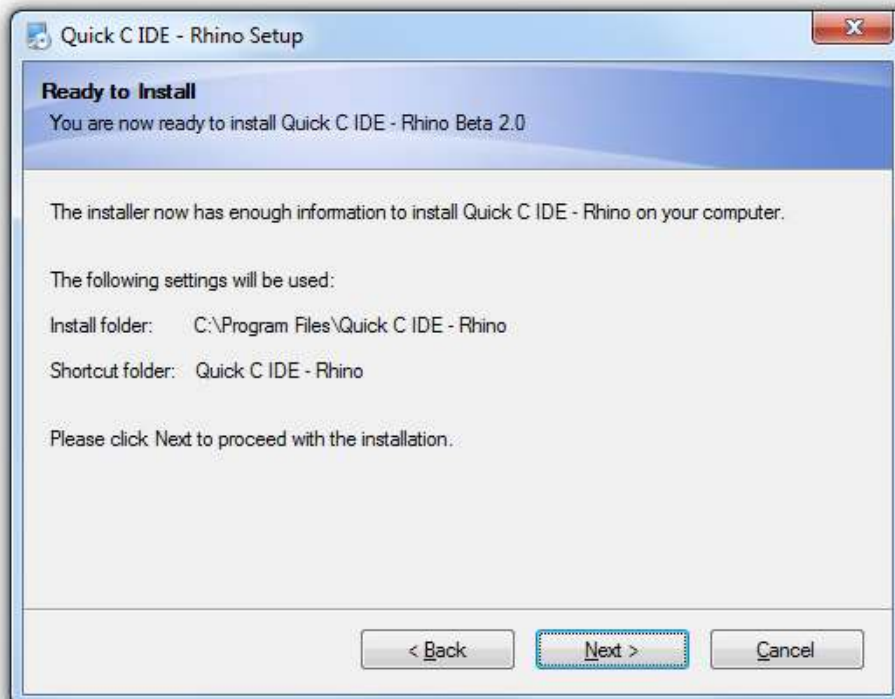 Quick C IDE - Rhino Setup
Ready to Install
You are now ready to install Quick C IDE - Rhino Beta 2.0
The installer now has enough information to install Quick C IDE - Rhino on your computer.
The following settings will be used:
Install folder: C:\Program Files\Quick C IDE - Rhino
Shortcut folder: Quick C IDE - Rhino
Please click Next to proceed with the installation.
< Back Next > Cancel